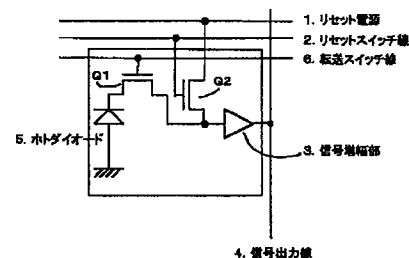 1. リセット電源
2. リセットスイッチ線
6. 転送スイッチ線
Q1
Q2
5. ホトダイオード
3. 信号増幅部
4. 信号出力線